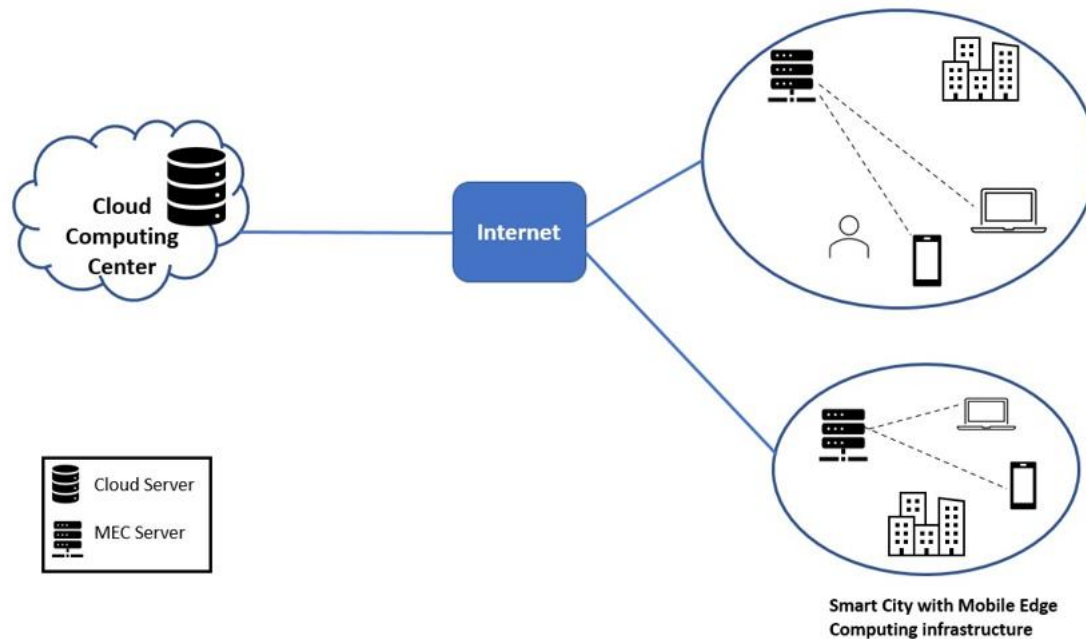 Cloud
Computing
Center
Internet
Cloud Server
MEC Server
Smart City with Mobile Edge
Computing infrastructure